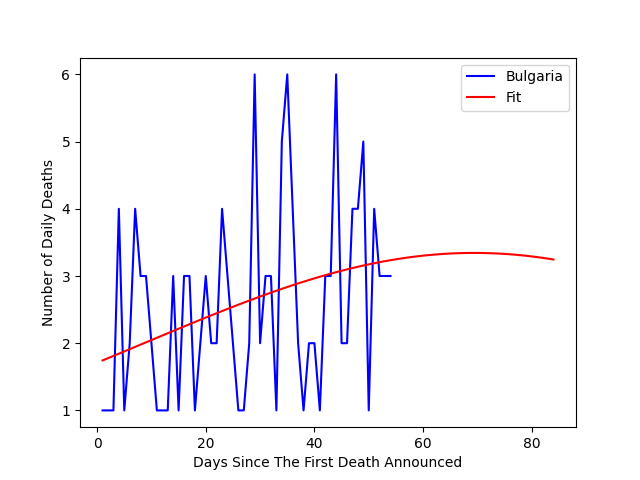 Bulgaria
Fit
6
5
4
3
2
1
Number of Daily Deaths
0 20 40 60 80
Days Since The First Death Announced